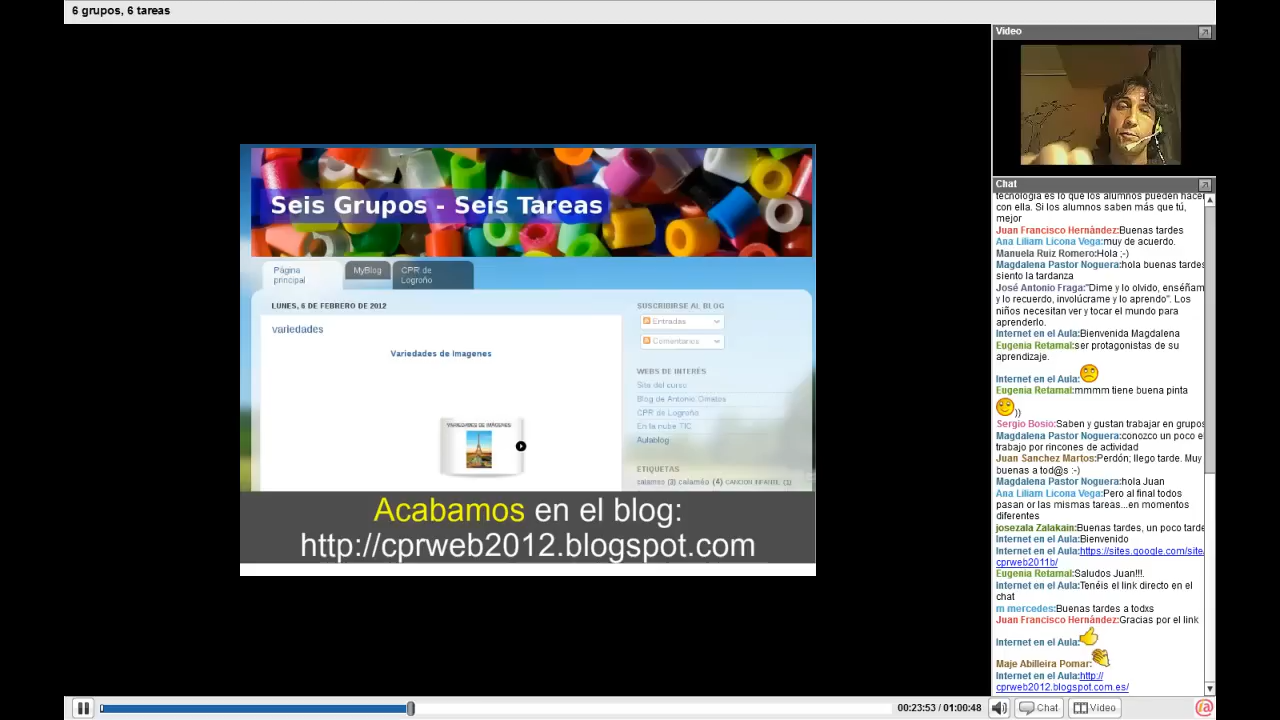 6 grupos, 6 tareas
Seis Grupos - Seis Tareas
Página
principal
MyBlog
CPR de
Logroño
LUNES, 6 DE FEBRERO DE 2012
variedades
Variedades de Imagenes
VARIEDADES DE IMÁGENES
SUSCRIBIRSE AL BLOG
Entradas
Comentarios
WEBS DE INTERÉS
Site del curso
Blog de Antonio Omatos
CPR de Logroño
En la nube TIC
Aulablog
ETIQUETAS
(3)
(4) CANCION INFANTIL (1)
Acabamos en el blog:
http://cprweb2012.blogspot.com
Video
Chat
tecnología es lo que los alumnos pueden hacer
con ella. Si los alumnos saben más que tú,
mejor
Juan Francisco Hernández:Buenas tardes
Ana Liliam Licona Vega:muy de acuerdo.
Manuela Ruiz Romero:Hola ;-)
Magdalena Pastor Noguera:hola buenas tardes
siento la tardanza
José Antonio Fraga:"Dime y lo olvido, enséñam
y lo recuerdo, involúcrame y lo aprendo". Los
niños necesitan ver y tocar el mundo para
aprenderlo.
Internet en el Aula:Bienvenida Magdalena
Eugenia Retamal:ser protagonistas de su
aprendizaje.
Internet en el Aula:
Eugenia Retamal:mmmm tiene buena pinta
))
Sergio Bosio:Saben y gustan trabajar en grupos
Magdalena Pastor Noguera:conozco un poco el
trabajo por rincones de actividad
Juan Sanchez Martos:Perdón; llego tarde. Muy
buenas a tod@s :-)
Magdalena Pastor Noguera:hola Juan
Ana Liliam Licona Vega:Pero al final todos
pasan or las mismas tareas...en momentos
diferentes
josezala Zalakain:Buenas tardes, un poco tarde
Internet en el Aula:Bienvenido
Internet en el Aula:https://sites.google.com/site/
cprweb2011b/
Eugenia Retamal:Saludos Juan!!!.
Internet en el Aula:Tenéis el link directo en el
chat
m mercedes:Buenas tardes a todxs
Juan Francisco Hernández:Gracias por el link
Internet en el Aula:
Maje Abilleira Pomar:
Internet en el Aula:http://
cprweb2012.blogspot.com.es/
00:23:53 / 01:00:48
Chat
Video